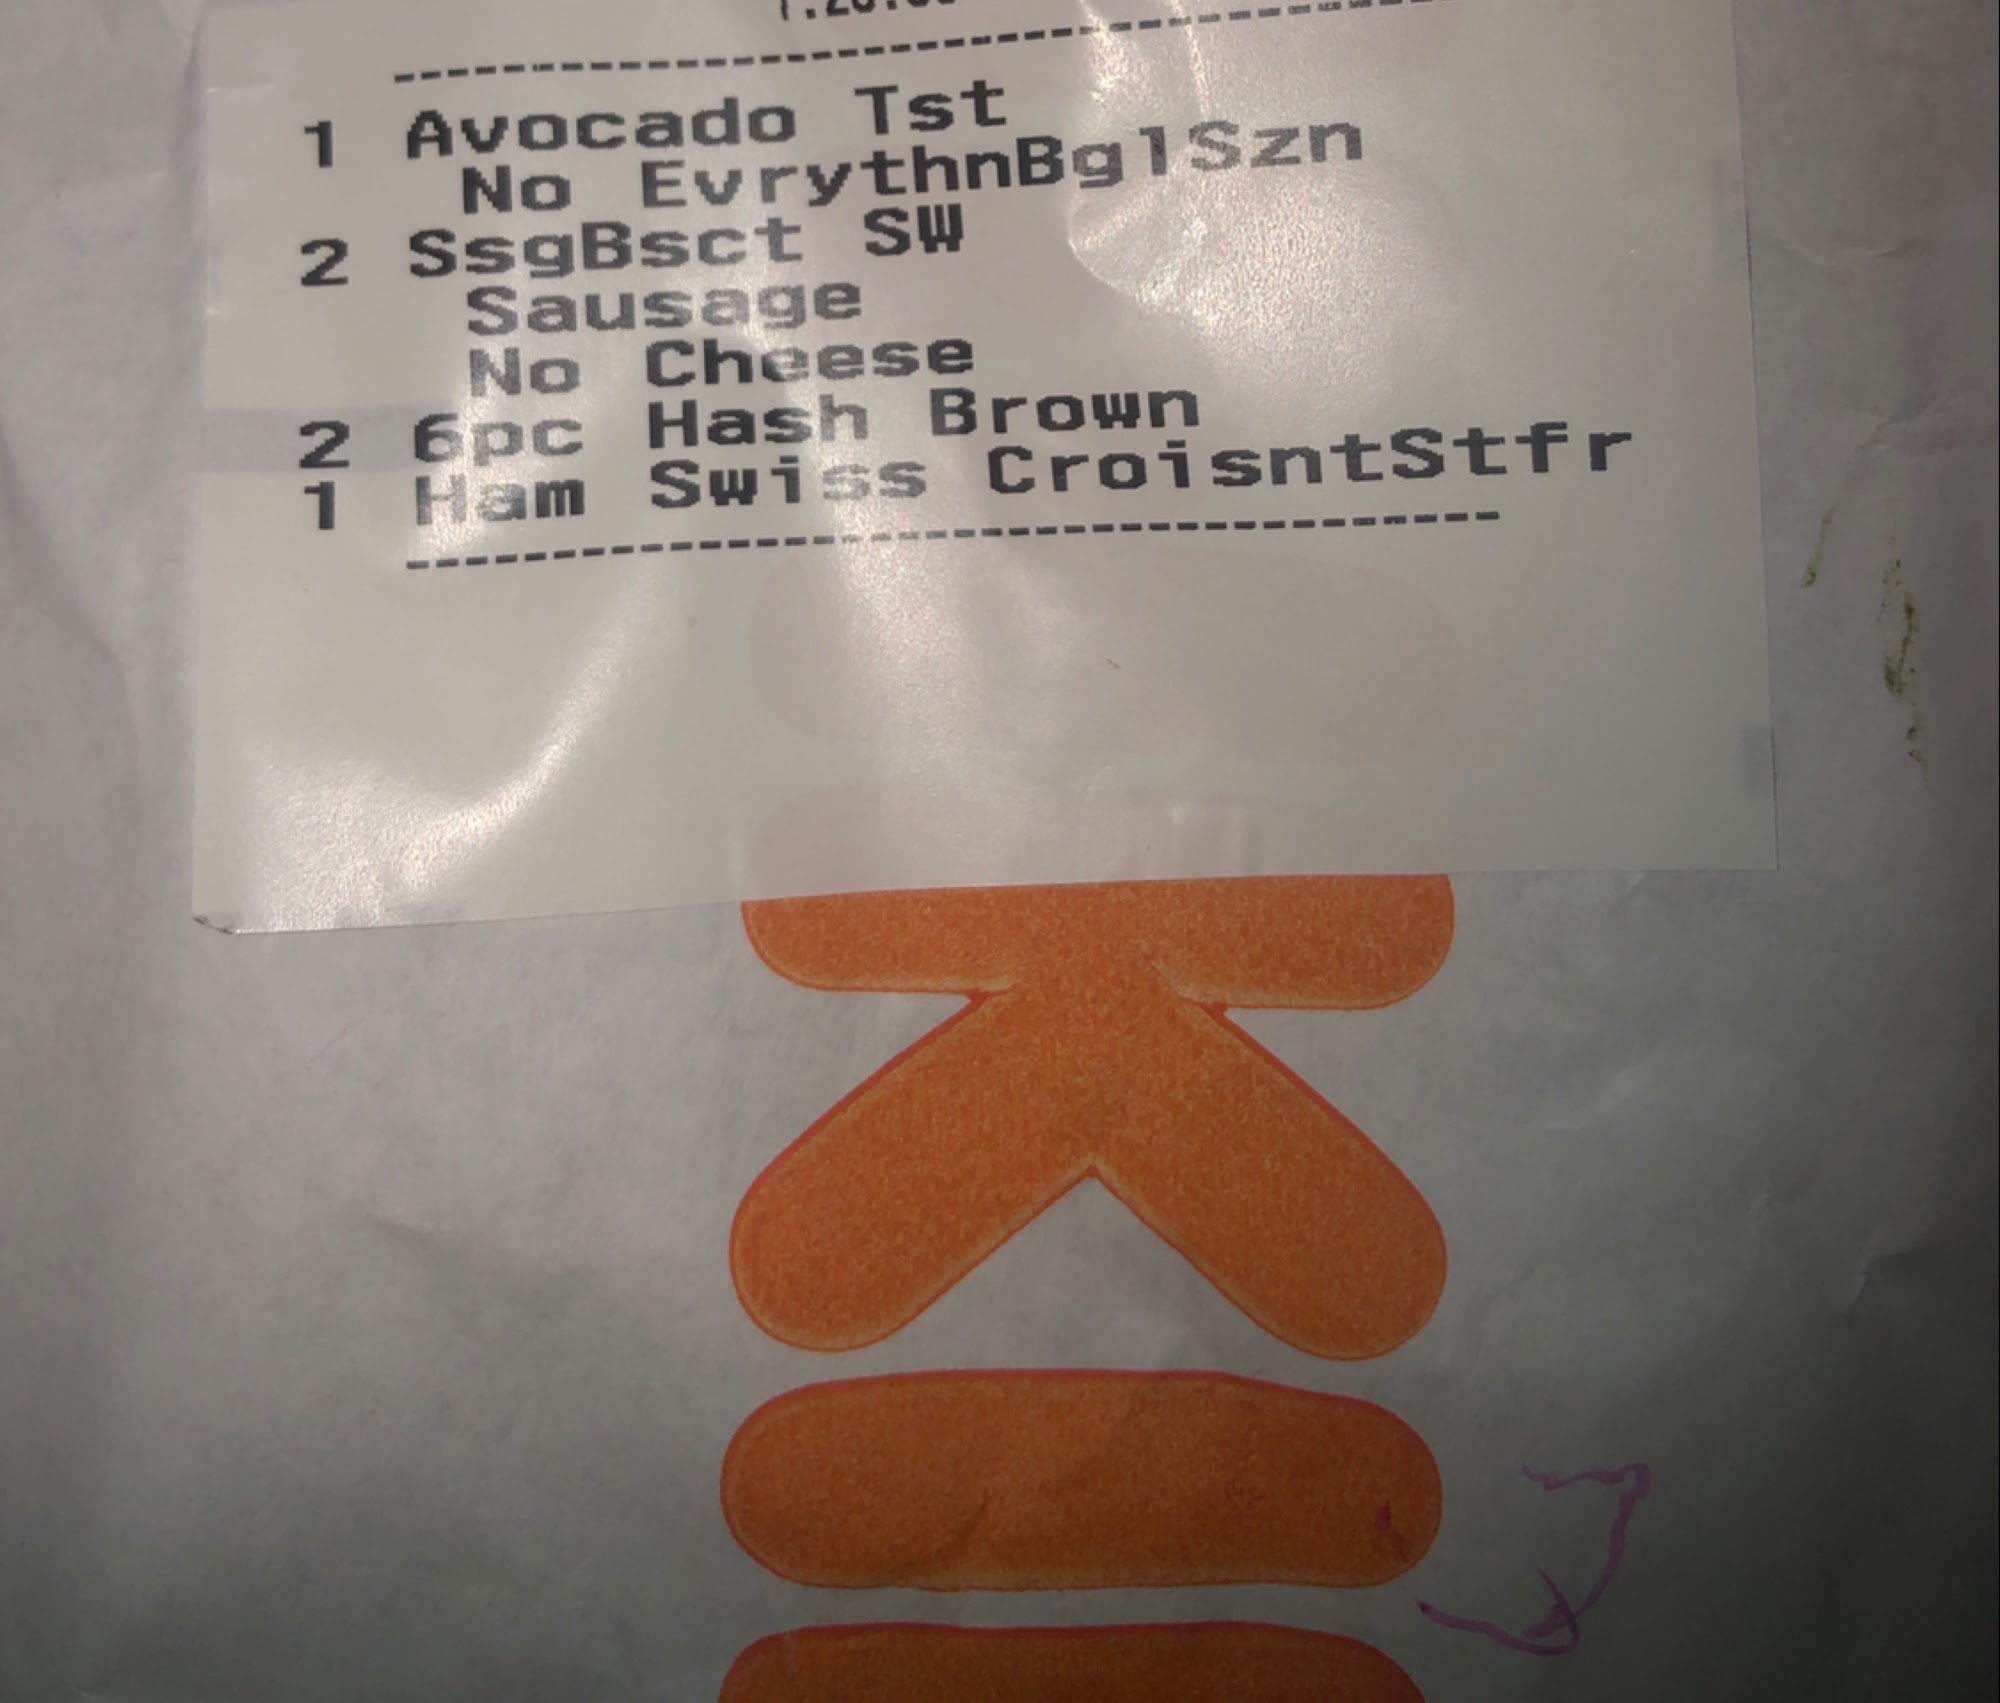 1 Avocado Tst
No EvrythnBglSzn
2 SsgBsct SW
Sausage
No Cheese
2 6pc Hash Brown
1 Ham Swiss CroisntStfr